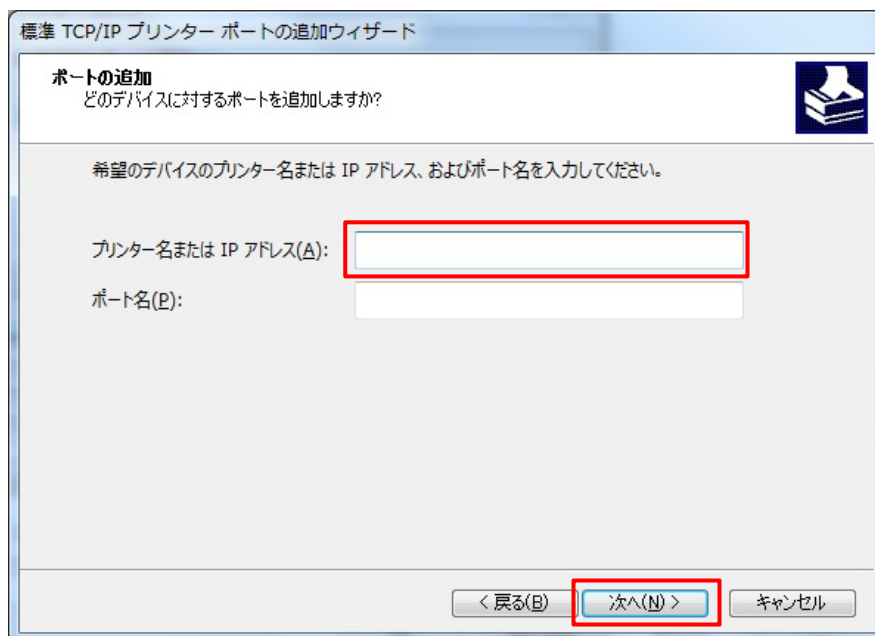 標準 TCP/IP プリンター ポートの追加ウィザード
ポートの追加
どのデバイスに対するポートを追加しますか?
希望のデバイスのプリンター名または IP アドレス、およびポート名を入力してください。
プリンター名または IP アドレス(A):
ポート名(P):
< 戻る(B)
次へ(N) >
キャンセル